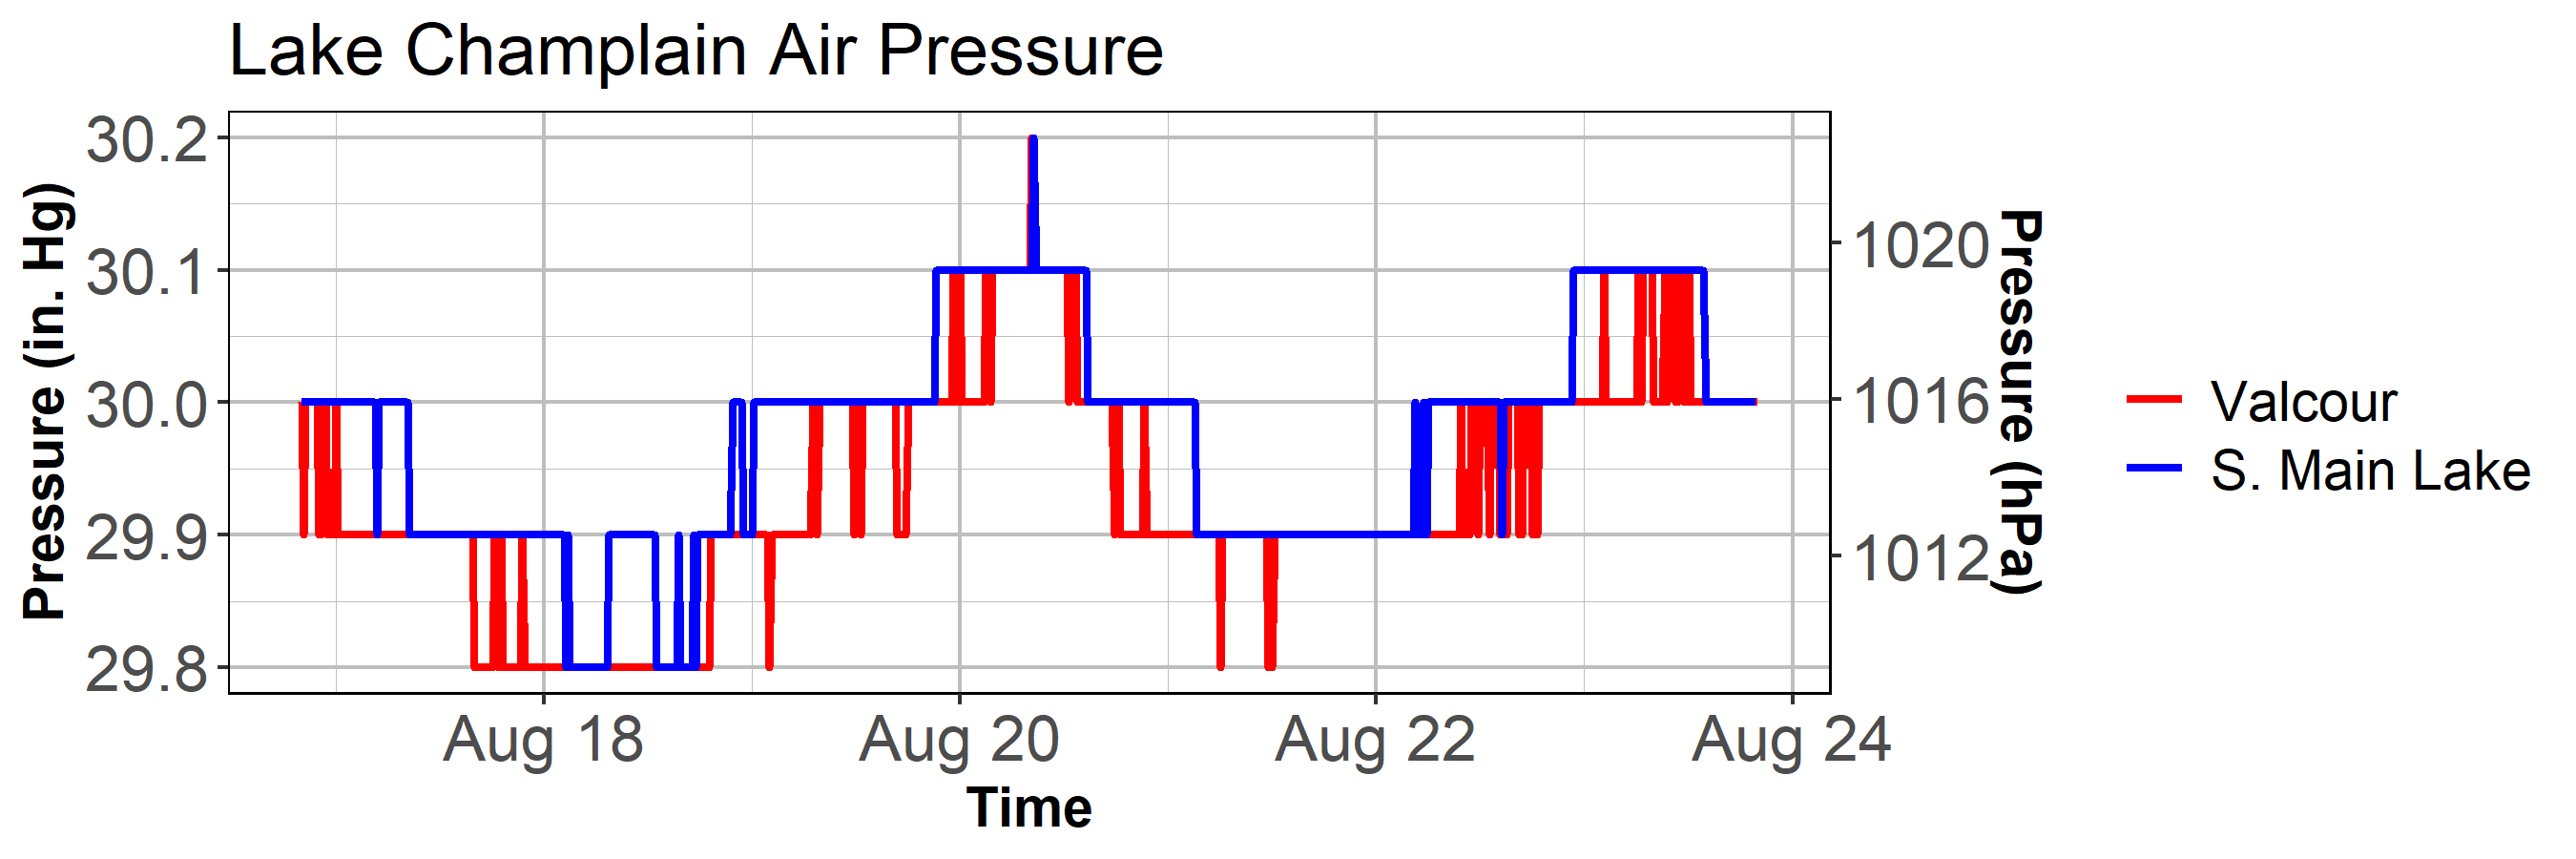 Lake Champlain Air Pressure
Pressure (in. Hg)
30.2
30.1
30.0
29.9
29.8
1020
1016
1012
Pressure (hPa)
Aug 18
Aug 20
Aug 22
Aug 24
Time
Valcour
S. Main Lake